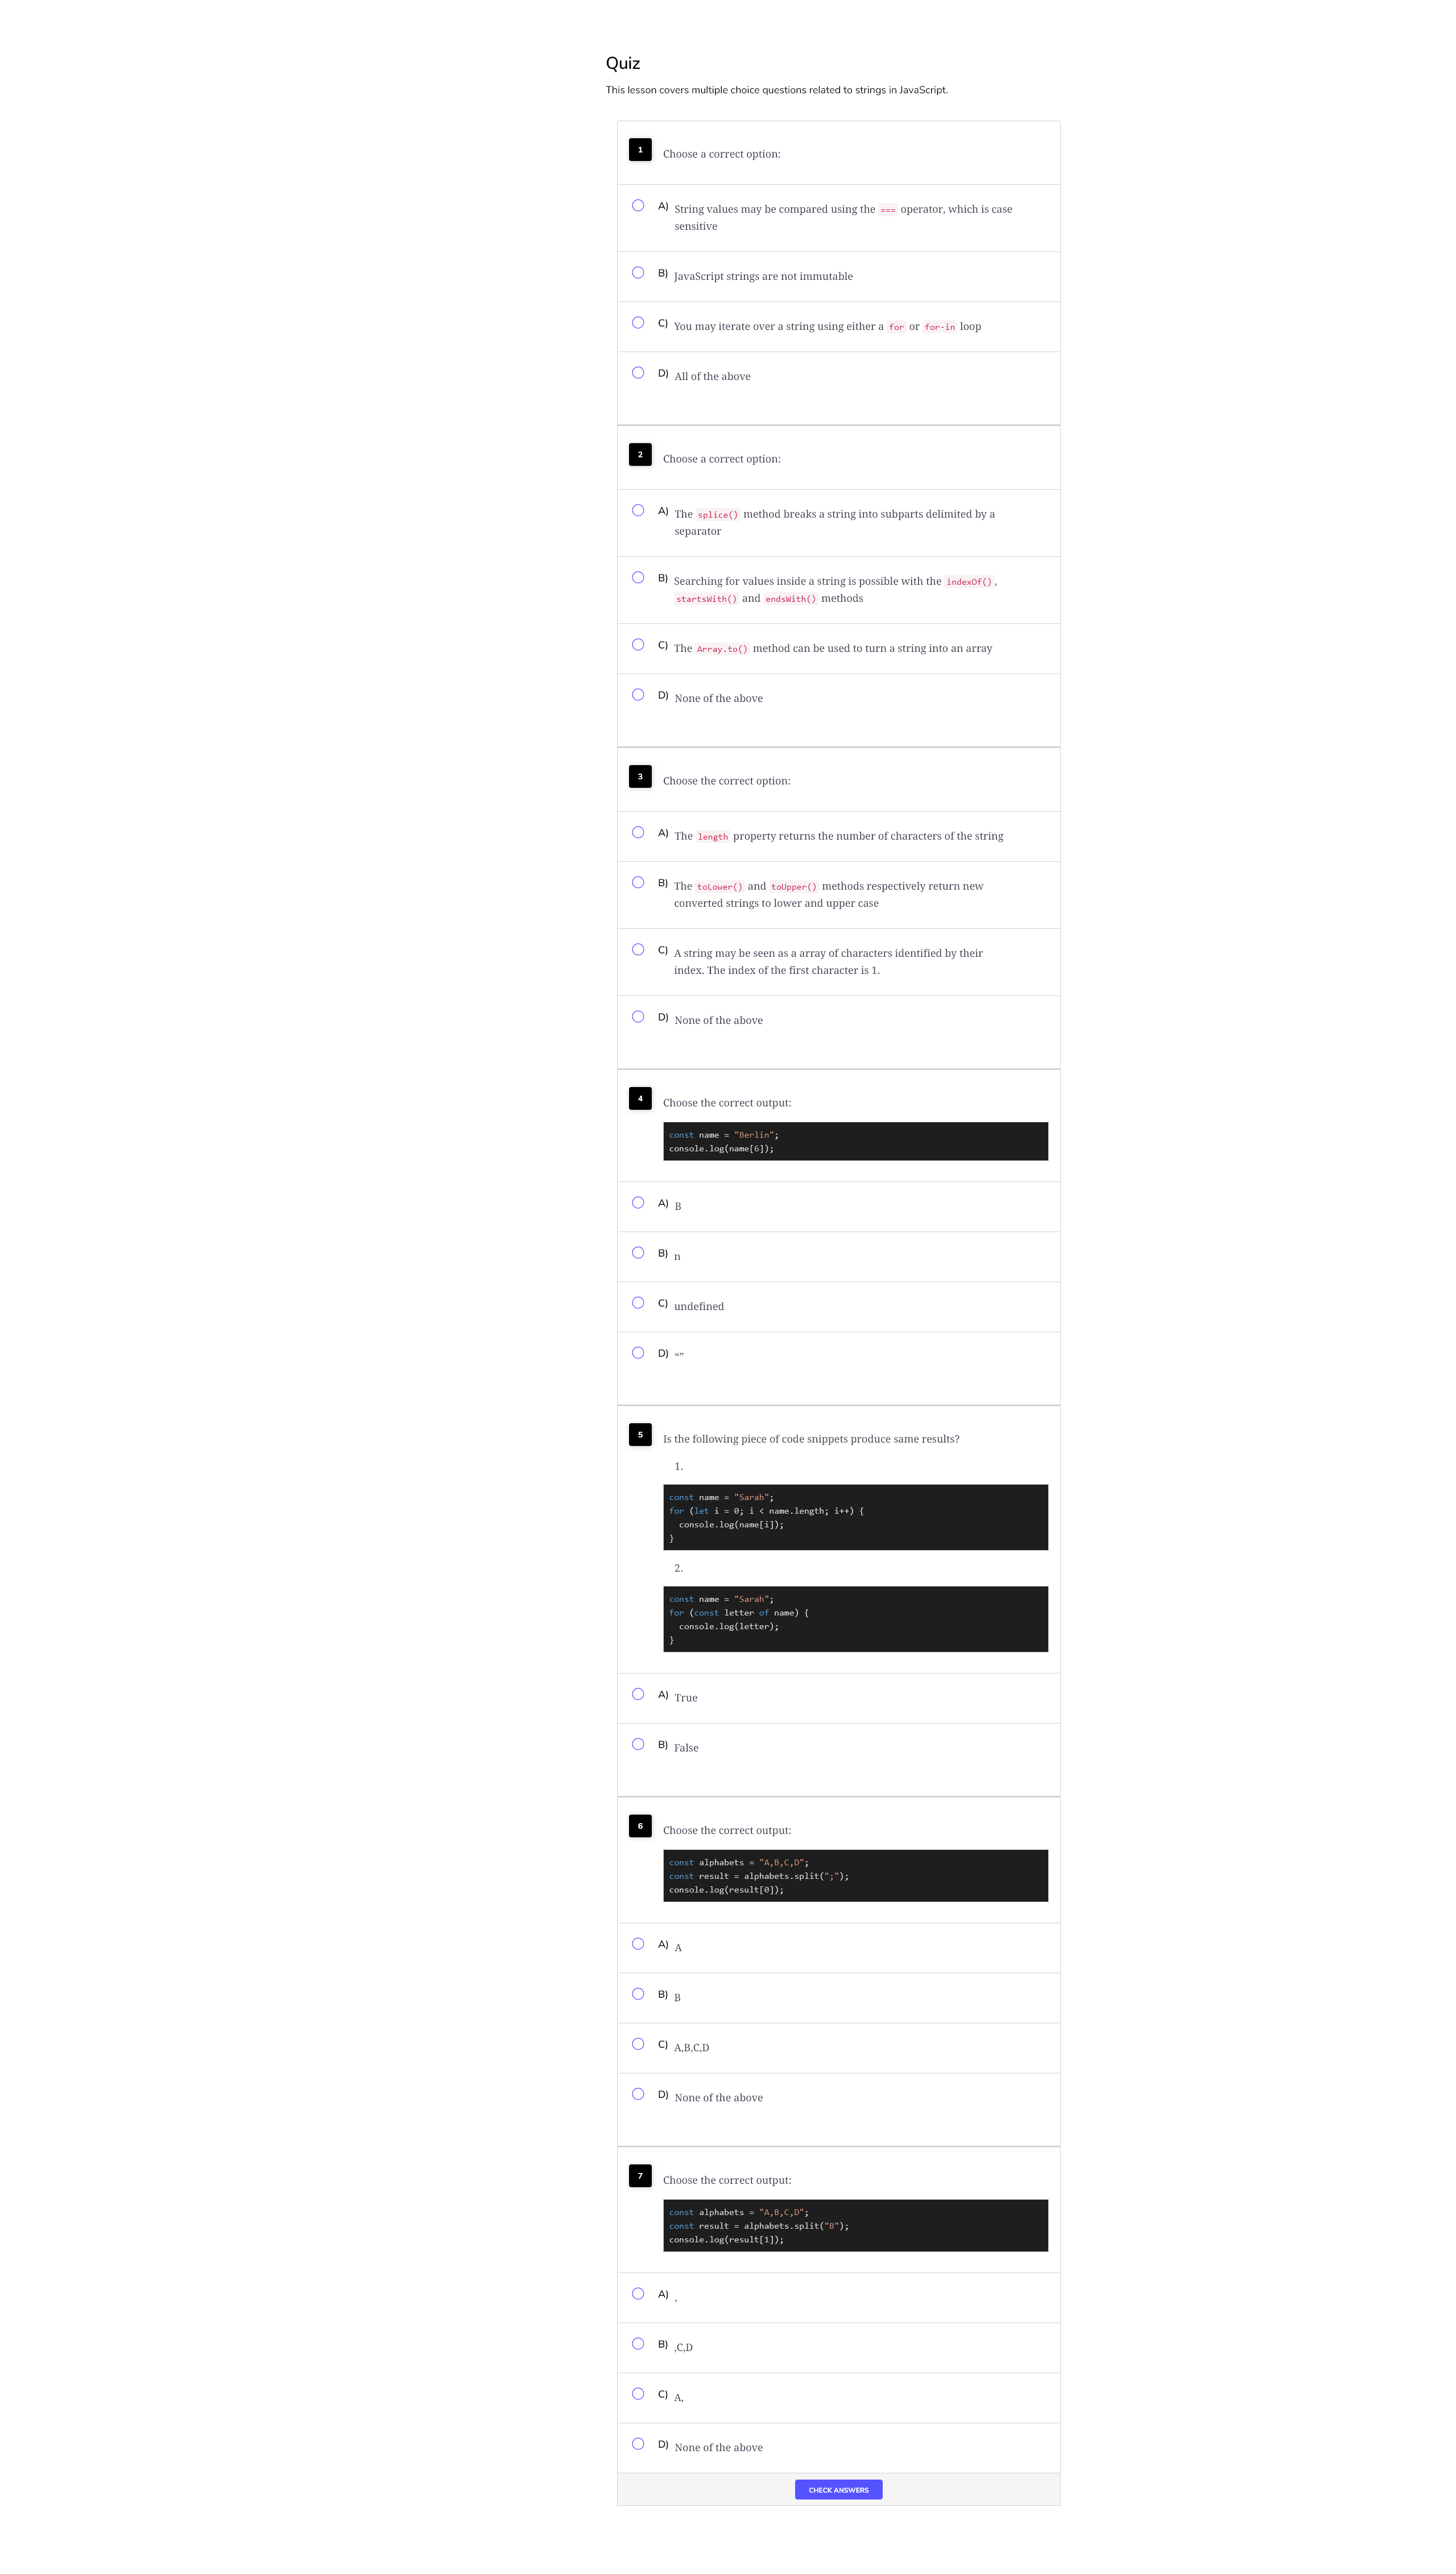 Quiz
This lesson covers multiple choice questions related to strings in JavaScript.
1
Choose a correct option:
A) String values may be compared using the === operator, which is case
sensitive
B) JavaScript strings are not immutable
C) You may iterate over a string using either a for or for-in loop
D) All of the above
2
Choose a correct option:
A) The splice() method breaks a string into subparts delimited by a
separator
B) Searching for values inside a string is possible with the indexOf(),
startsWith() and endsWith() methods
C) The Array.to() method can be used to turn a string into an array
D) None of the above
3
Choose the correct option:
A) The length property returns the number of characters of the string
B) The toLower() and toUpper() methods respectively return new
converted strings to lower and upper case
C) A string may be seen as a array of characters identified by their
index. The index of the first character is 1.
D) None of the above
4
Choose the correct output:
const name = "Berlin";
console.log(name[6]);
A) B
B) n
C) undefined
D) “”
5
Is the following piece of code snippets produce same results?
1.
const name = "Sarah";
for (let i = 0; i < name.length; i++) {
  console.log(name[i]);
}
2.
const name = "Sarah";
for (const letter of name) {
  console.log(letter);
}
A) True
B) False
6
Choose the correct output:
const alphabets = "A,B,C,D";
const result = alphabets.split(";");
console.log(result[0]);
A) A
B) B
C) A,B,C,D
D) None of the above
7
Choose the correct output:
const alphabets = "A,B,C,D";
const result = alphabets.split("B");
console.log(result[1]);
A) ,
B) ,C,D
C) A,
D) None of the above
CHECK ANSWERS